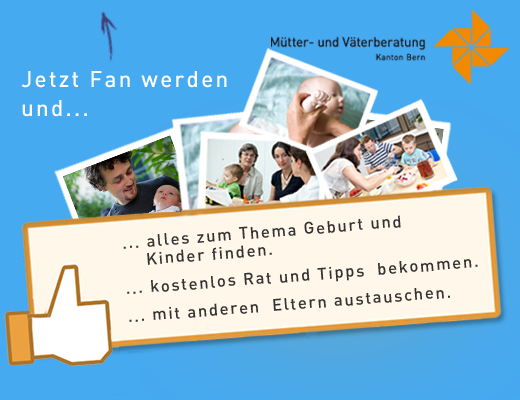 Mütter- und Väterberatung
Kanton Bern
Jetzt Fan werden
und...
... alles zum Thema Geburt und
Kinder finden.
... kostenlos Rat und Tipps bekommen.
... mit anderen Eltern austauschen.